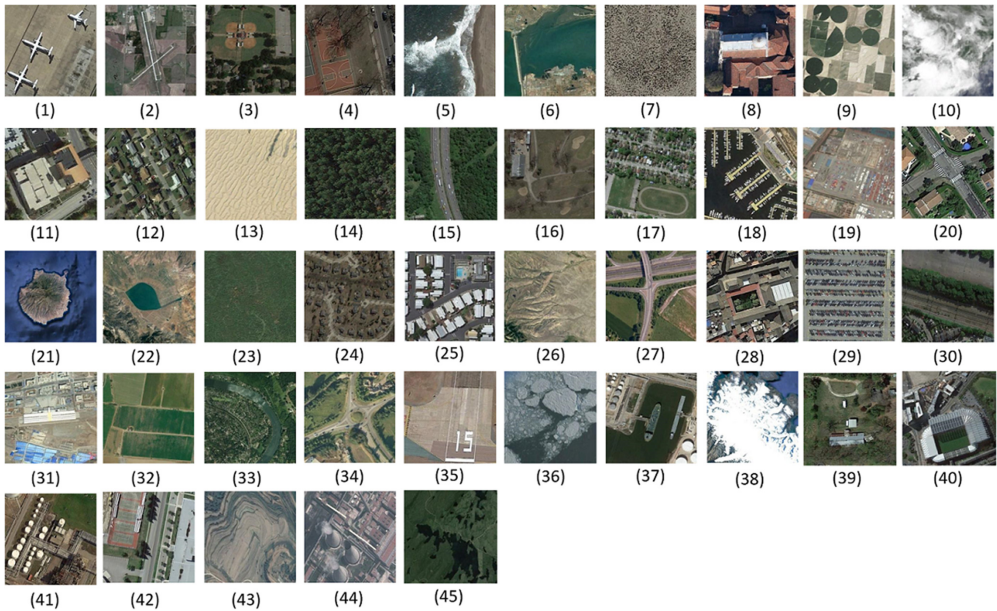 (1) (2) (3) (4) (5) (6) (7) (8) (9) (10)
(11) (12) (13) (14) (15) (16) (17) (18) (19) (20)
(21) (22) (23) (24) (25) (26) (27) (28) (29) (30)
15
(31) (32) (33) (34) (35) (36) (37) (38) (39) (40)
(41) (42) (43) (44) (45)